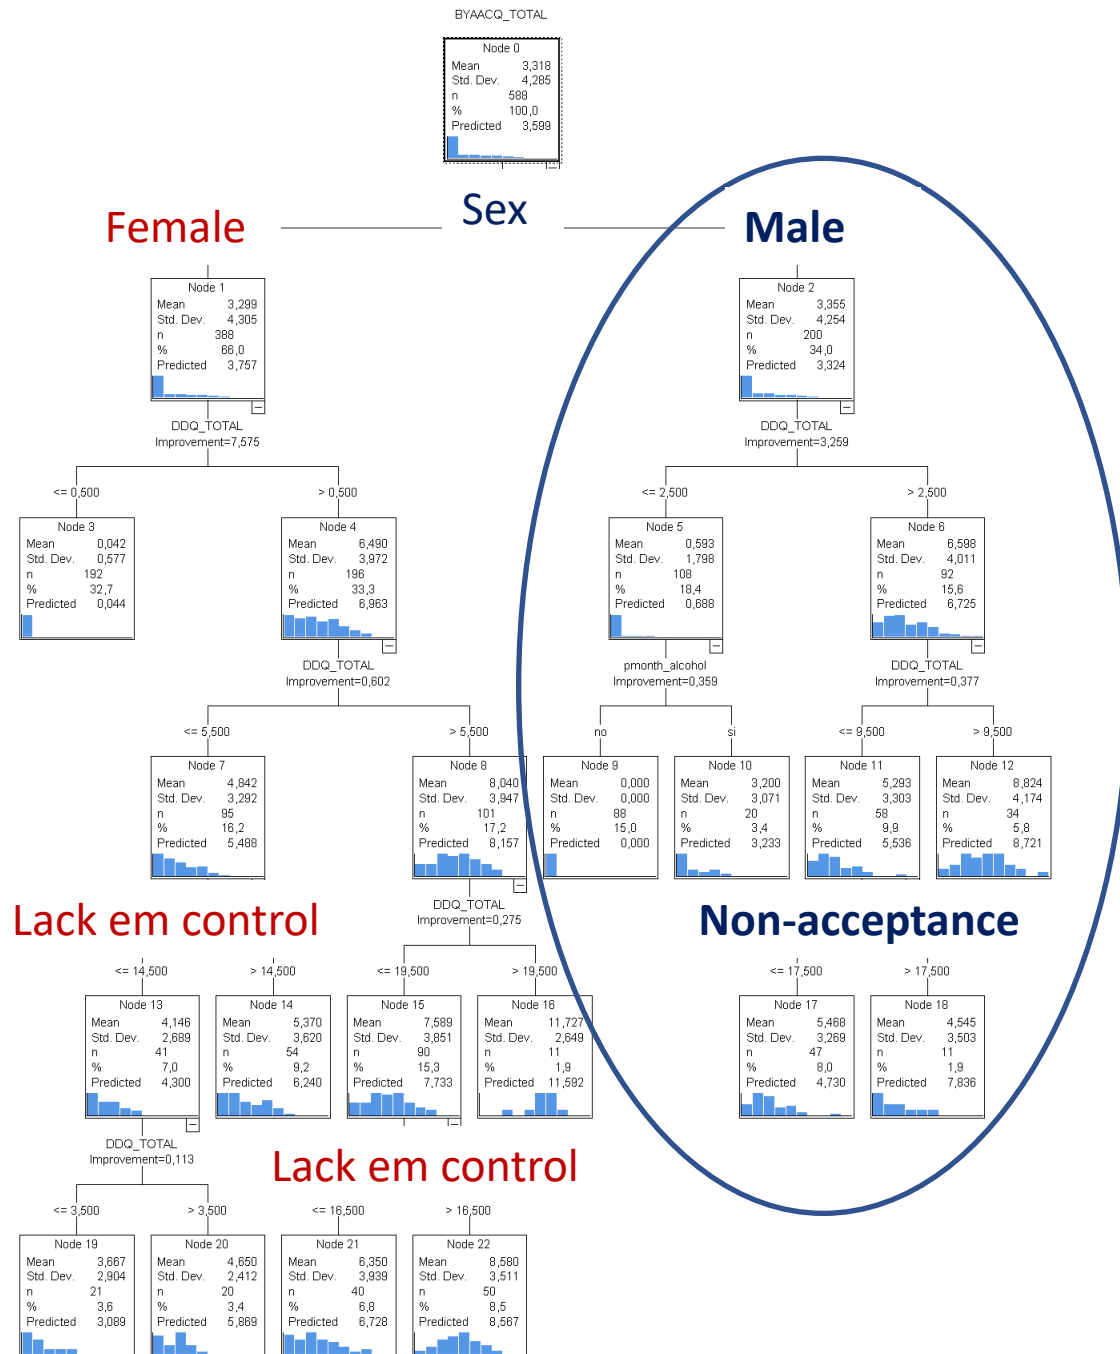 BYAACQ_TOTAL
Node 0
Mean 3,318
Std. Dev. 4,285
n 588
% 100,0
Predicted 3,599
Sex
Female
Male
Node 1
Mean 3,299
Std. Dev. 4,305
n 388
% 66,0
Predicted 3,757
DDQ_TOTAL
Improvement=7,575
Node 2
Mean 3,355
Std. Dev. 4,254
n 200
% 34,0
Predicted 3,324
DDQ_TOTAL
Improvement=3,259
<= 0,500
> 0,500
<= 2,500
> 2,500
Node 3
Mean 0,042
Std. Dev. 0,577
n 192
% 32,7
Predicted 0,044
Node 4
Mean 6,490
Std. Dev. 3,972
n 196
% 33,3
Predicted 6,963
DDQ_TOTAL
Improvement=0,602
Node 5
Mean 0,593
Std. Dev. 1,798
n 108
% 18,4
Predicted 0,688
pmonth_alcohol
Improvement=0,359
Node 6
Mean 6,598
Std. Dev. 4,011
n 92
% 15,6
Predicted 6,725
DDQ_TOTAL
Improvement=0,377
<= 5,500
> 5,500
no
si
<= 9,500
> 9,500
Node 7
Mean 4,842
Std. Dev. 3,292
n 95
% 16,2
Predicted 5,488
Node 8
Mean 8,040
Std. Dev. 3,947
n 101
% 17,2
Predicted 8,157
DDQ_TOTAL
Improvement=0,275
Node 9
Mean 0,000
Std. Dev. 0,000
n 88
% 15,0
Predicted 0,000
Node 10
Mean 3,200
Std. Dev. 3,071
n 20
% 3,4
Predicted 3,233
Node 11
Mean 5,293
Std. Dev. 3,303
n 58
% 9,9
Predicted 5,536
Node 12
Mean 8,824
Std. Dev. 4,174
n 34
% 5,8
Predicted 8,721
Lack em control
Non-acceptance
<= 14,500
> 14,500
<= 19,500
> 19,500
<= 17,500
> 17,500
Node 13
Mean 4,146
Std. Dev. 2,689
n 41
% 7,0
Predicted 4,300
DDQ_TOTAL
Improvement=0,113
Node 14
Mean 5,370
Std. Dev. 3,620
n 54
% 9,2
Predicted 6,240
Node 15
Mean 7,589
Std. Dev. 3,851
n 90
% 15,3
Predicted 7,733
Node 16
Mean 11,727
Std. Dev. 2,649
n 11
% 1,9
Predicted 11,592
Node 17
Mean 5,468
Std. Dev. 3,269
n 47
% 8,0
Predicted 4,730
Node 18
Mean 4,545
Std. Dev. 3,503
n 11
% 1,9
Predicted 7,836
Lack em control
<= 3,500
> 3,500
<= 16,500
> 16,500
Node 19
Mean 3,667
Std. Dev. 2,904
n 21
% 3,6
Predicted 3,089
Node 20
Mean 4,650
Std. Dev. 2,412
n 20
% 3,4
Predicted 5,869
Node 21
Mean 6,350
Std. Dev. 3,939
n 40
% 6,8
Predicted 6,728
Node 22
Mean 8,580
Std. Dev. 3,511
n 50
% 8,5
Predicted 8,567